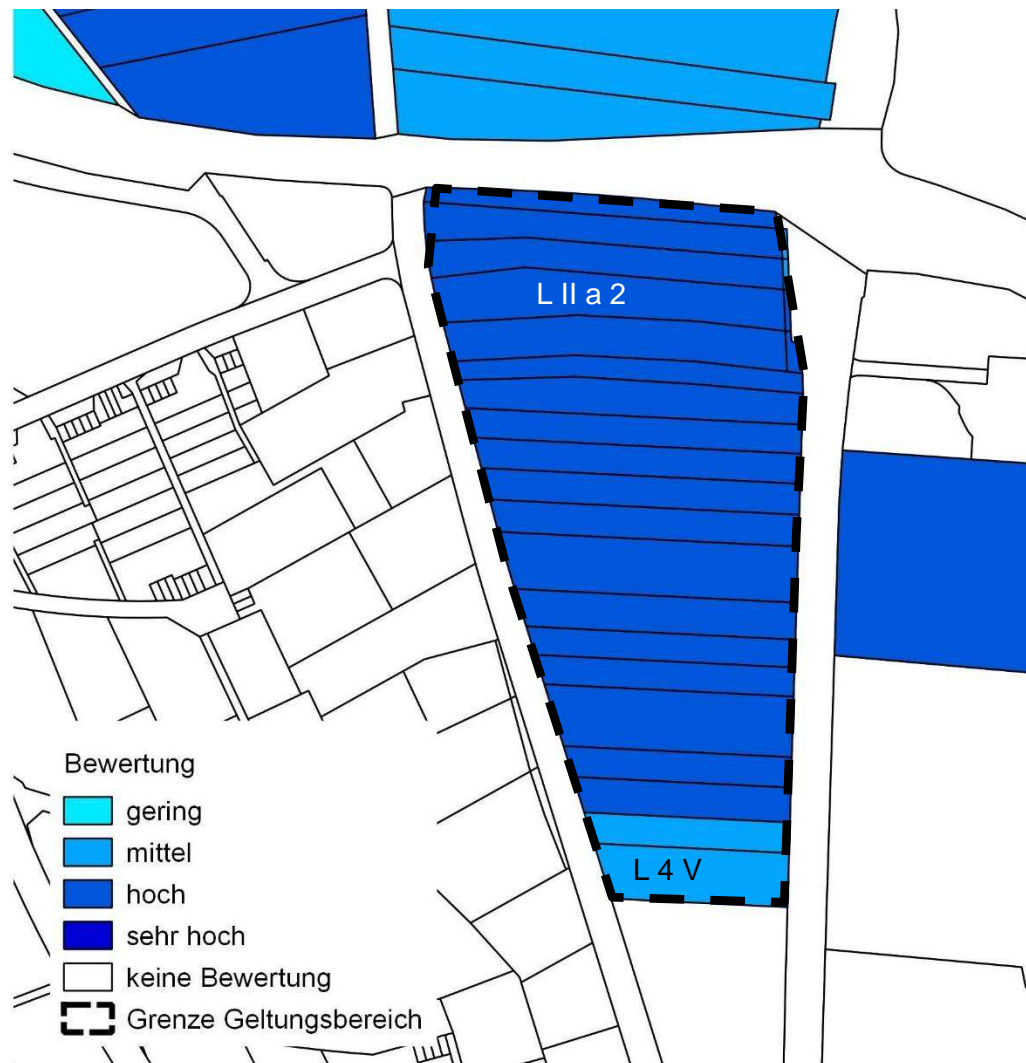 L II a 2
L 4 V
Bewertung
gering
mittel
hoch
sehr hoch
keine Bewertung
Grenze Geltungsbereich